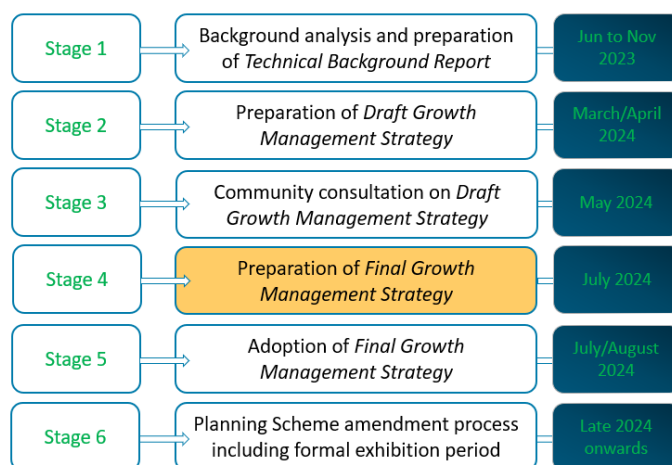 Stage 1
Background analysis and preparation
of Technical Background Report
Jun to Nov
2023
Stage 2
Preparation of Draft Growth
Management Strategy
March/April
2024
Stage 3
Community consultation on Draft
Growth Management Strategy
May 2024
Stage 4
Preparation of Final Growth
Management Strategy
July 2024
Stage 5
Adoption of Final Growth
Management Strategy
July/August
2024
Stage 6
Planning Scheme amendment process
including formal exhibition period
Late 2024
onwards